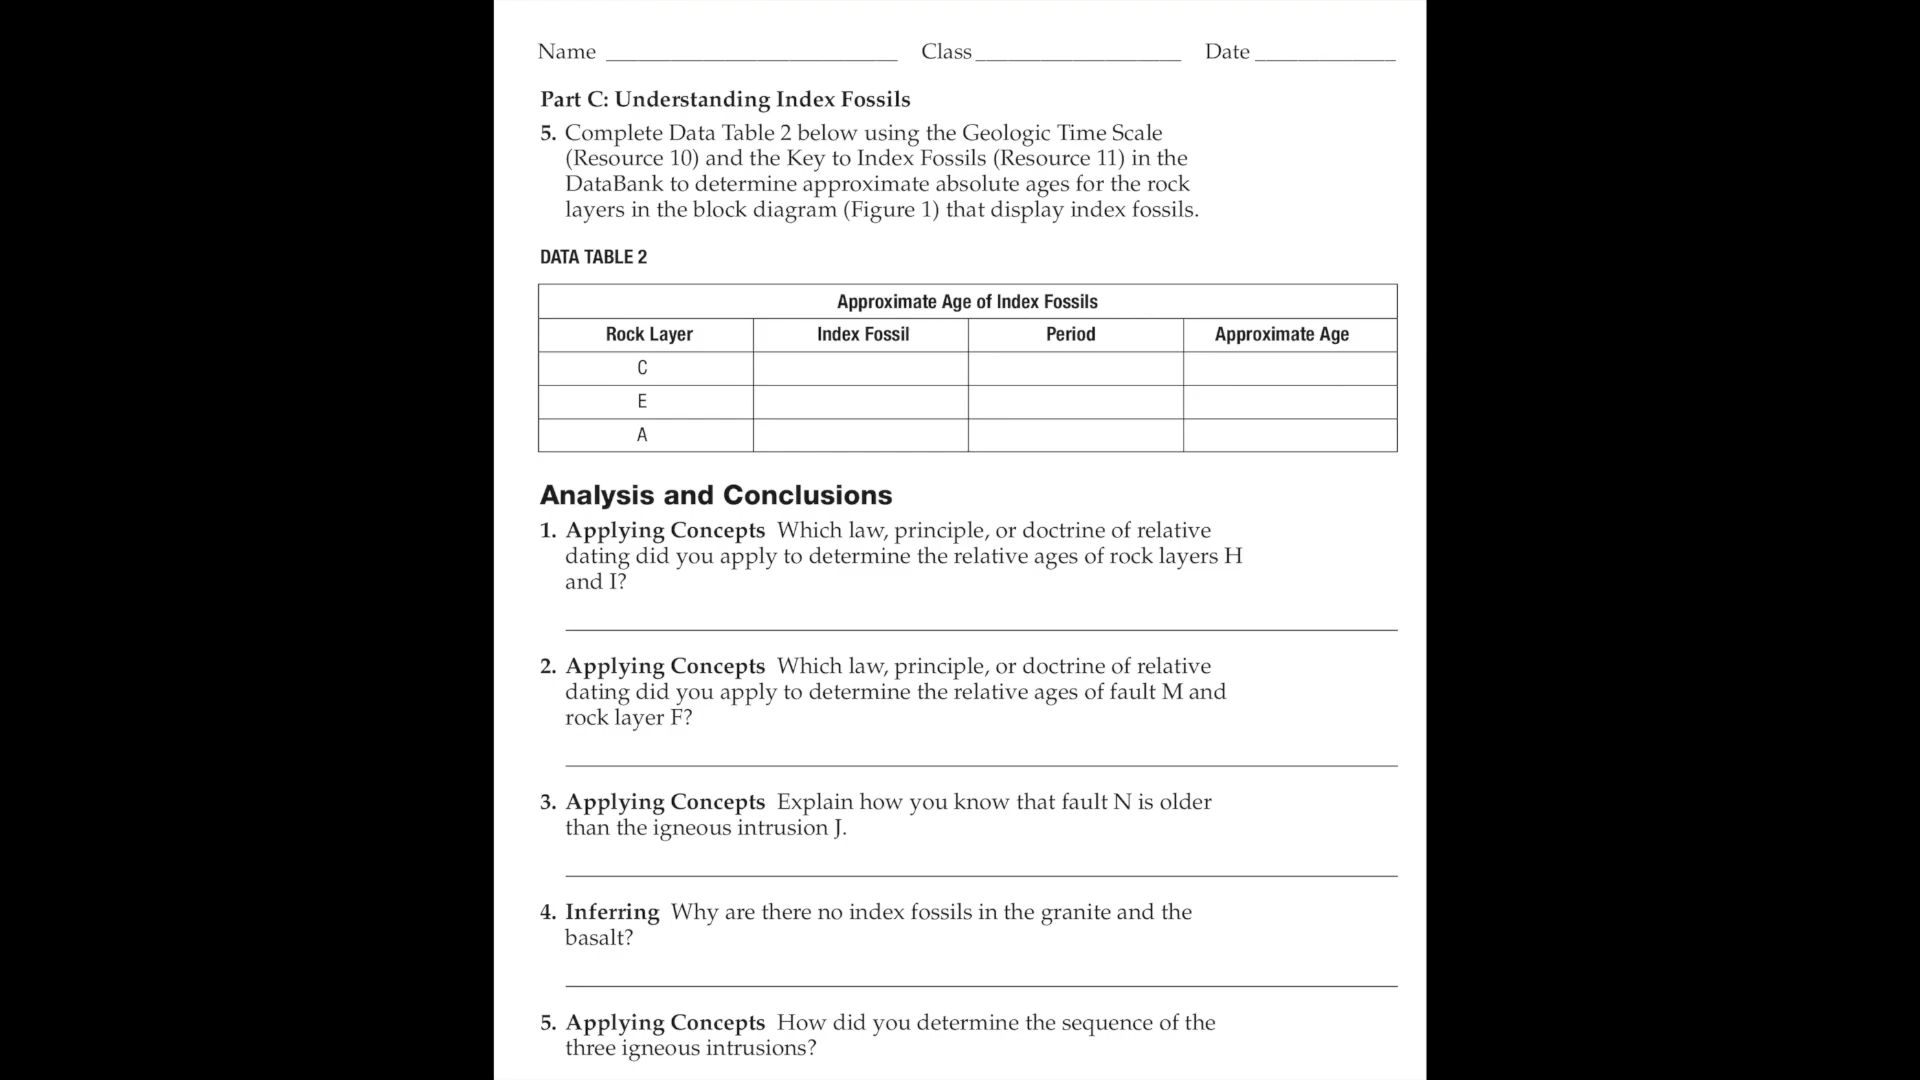 Name ____________________ Class ____________________ Date ____________________
Part C: Understanding Index Fossils
5. Complete Data Table 2 below using the Geologic Time Scale
(Resource 10) and the Key to Index Fossils (Resource 11) in the
DataBank to determine approximate absolute ages for the rock
layers in the block diagram (Figure 1) that display index fossils.
DATA TABLE 2
Approximate Age of Index Fossils
Rock Layer Index Fossil Period Approximate Age
C
E
A
Analysis and Conclusions
1. Applying Concepts Which law, principle, or doctrine of relative
dating did you apply to determine the relative ages of rock layers H
and I?
2. Applying Concepts Which law, principle, or doctrine of relative
dating did you apply to determine the relative ages of fault M and
rock layer F?
3. Applying Concepts Explain how you know that fault N is older
than the igneous intrusion J.
4. Inferring Why are there no index fossils in the granite and the
basalt?
5. Applying Concepts How did you determine the sequence of the
three igneous intrusions?